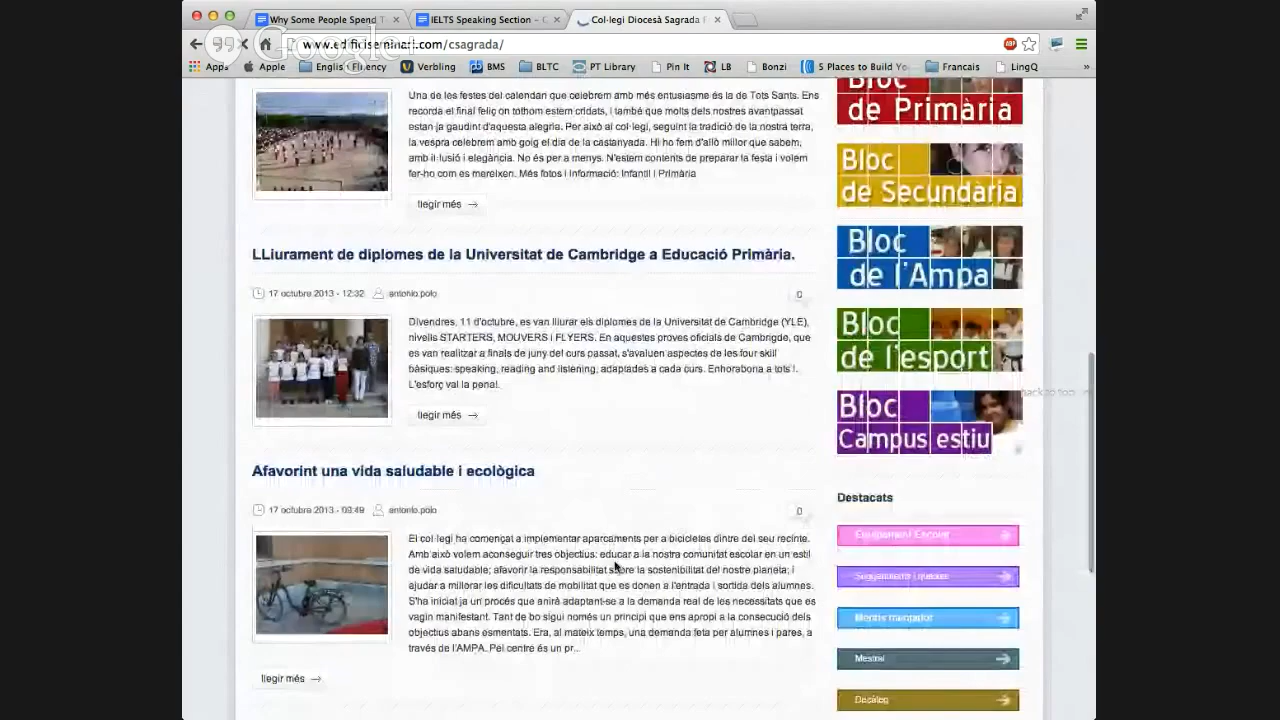 Why Some People Spend T
IELTS Speaking Section – C
Col·legi Diocesà Sagrada F
www.edificiseminari.com/csagrada/
Google+
Apps
Apple
English Fluency
Verbling
BMS
BLTC
PT Library
Pin It
LB
Bonzi
5 Places to Build Yo
Francais
LingQ
»
Una de les festes del calendari que celebrem amb més entusiasme és la de Tots Sants. Ens
recorda el final feliç on tothom estem cridats, i també que molts dels nostres avantpassat
estan ja gaudint d'aquesta alegria. Per això al col·legi, seguint la tradició de la nostra terra,
la vespra celebrem amb goig el dia de la castanyada. Hi ho fem d'allò millor que sabem,
amb il·lusió i elegància. No és per a menys. N'estem contents de preparar la festa i volem
fer-ho com es mereixen. Més fotos i informació: Infantil i Primària
llegir més →
LLiurament de diplomes de la Universitat de Cambridge a Educació Primària.
17 octubre 2013 - 12:32 antonio.polo
0
Divendres, 11 d'octubre, es van lliurar els diplomes de la Universitat de Cambridge (YLE),
nivells STARTERS, MOUVERS i FLYERS. En aquestes proves oficials de Cambrigde, que
es van realitzar a finals de juny del curs passat, s'avaluen aspectes de les four skill
bàsiques: speaking, reading and listening, adaptades a cada curs. Enhorabona a tots !.
L'esforç val la pena!.
llegir més →
Afavorint una vida saludable i ecològica
17 octubre 2013 - 09:49 antonio.polo
0
El col·legi ha començat a implementar aparcaments per a bicicletes dintre del seu recinte.
Amb això volem aconseguir tres objectius: educar a la nostra comunitat escolar en un estil
de vida saludable; afavorir la responsabilitat sobre la sostenibilitat del nostre planeta; i
ajudar a millorar les dificultats de mobilitat que es donen a l'entrada i sortida dels alumnes.
S'ha inicial ja un procés que anirà adaptant-se a la demanda real de les necessitats que es
vagin manifestant. Tant de bo sigui només un principi que ens apropi a la consecució dels
objectius abans esmentats. Era, al mateix temps, una demanda feta per alumnes i pares, a
través de l'AMPA. Pel centre és un pr...
llegir més →
Bloc
de Primària
Bloc
de Secundària
Bloc
de l'Ampa
Bloc
de l'esport
Bloc
Campus estiu
back to top
Destacats
Equipament Escolar
Suggeriments i queixes
Menús menjador
Mestral
Decàleg